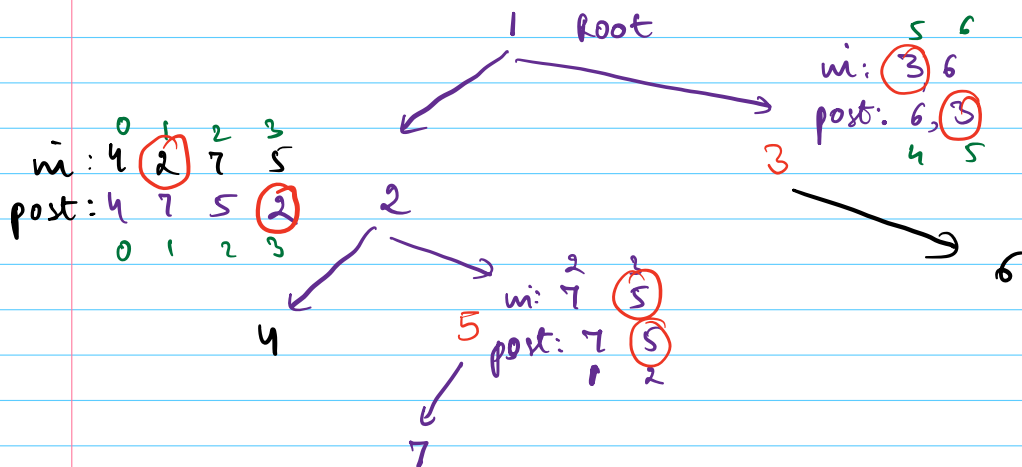 1 Root
5 6
in: 3, 6
post: 6, 3
4 5
3
6
0 1 2 3
in: 4 2 7 5
post: 4 7 5 2
0 1 2 3
2
4
2 3
in: 7 5
5
post: 7 5
1 2
7